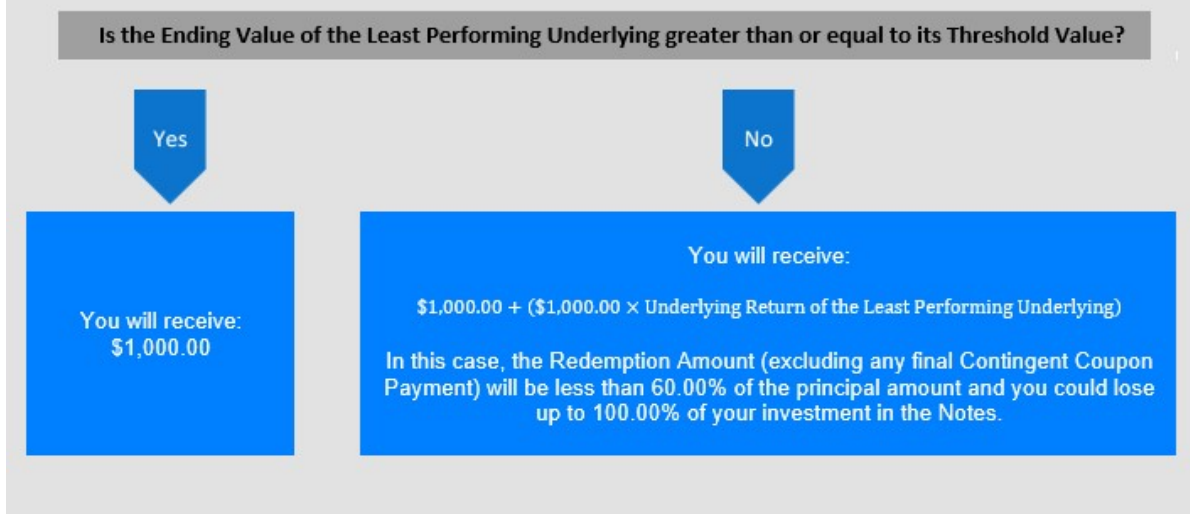 Is the Ending Value of the Least Performing Underlying greater than or equal to its Threshold Value?
Yes
No
You will receive:
$1,000.00
You will receive:
$1,000.00 + ($1,000.00 × Underlying Return of the Least Performing Underlying)
In this case, the Redemption Amount (excluding any final Contingent Coupon
Payment) will be less than 60.00% of the principal amount and you could lose
up to 100.00% of your investment in the Notes.